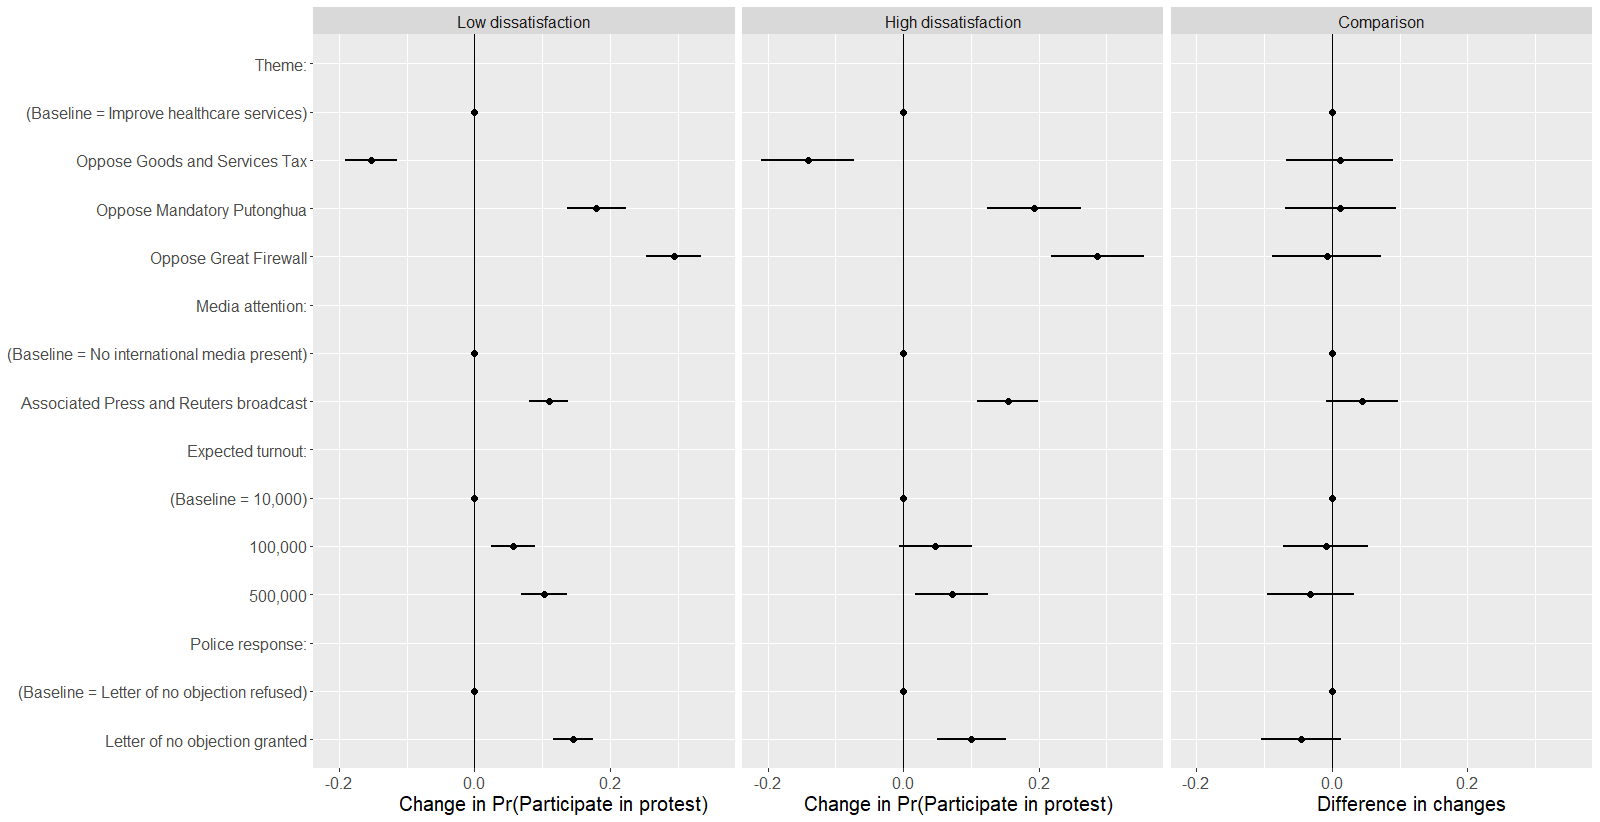 Low dissatisfaction
High dissatisfaction
Comparison
Theme:
(Baseline = Improve healthcare services)
Oppose Goods and Services Tax
Oppose Mandatory Putonghua
Oppose Great Firewall
Media attention:
(Baseline = No international media present)
Associated Press and Reuters broadcast
Expected turnout:
(Baseline = 10,000)
100,000
500,000
Police response:
(Baseline = Letter of no objection refused)
Letter of no objection granted
-0.2 0.0 0.2
-0.2 0.0 0.2
-0.2 0.0 0.2
Change in Pr(Participate in protest)
Change in Pr(Participate in protest)
Difference in changes